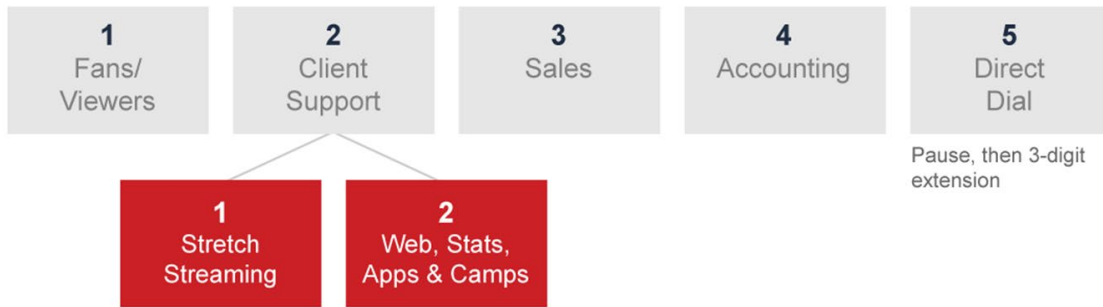 1
Fans/
Viewers
2
Client
Support
3
Sales
4
Accounting
5
Direct
Dial
Pause, then 3-digit
extension
1
Stretch
Streaming
2
Web, Stats,
Apps & Camps